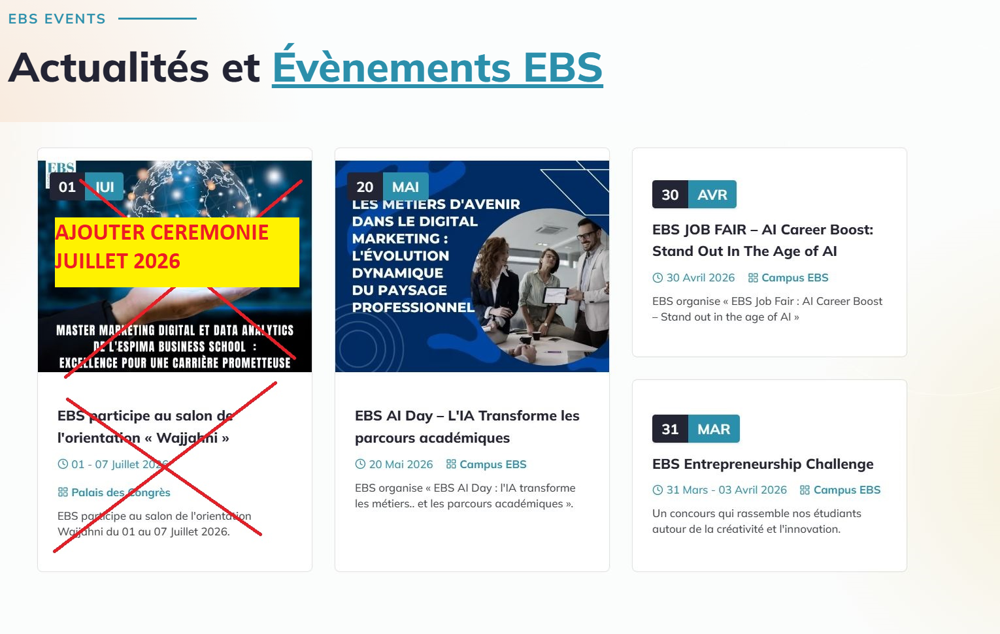 EBS EVENTS
Actualités et Évènements EBS
EBS
01 JUI
AJOUTER CEREMONIE
JUILLET 2026
MASTER MARKETING DIGITAL ET DATA ANALYTICS
DE L'ESPIMA BUSINESS SCHOOL :
EXCELLENCE POUR UNE CARRIÈRE PROMETTEUSE
EBS participe au salon de
l'orientation « Wajjahni »
01 - 07 Juillet 2026
Palais des Congrès
EBS participe au salon de l'orientation
Wajjahni du 01 au 07 Juillet 2026.
20 MAI
LES MÉTIERS D'AVENIR
DANS LE DIGITAL
MARKETING :
L'ÉVOLUTION
DYNAMIQUE
DU PAYSAGE
PROFESSIONNEL
EBS AI Day – L'IA Transforme les
parcours académiques
20 Mai 2026 Campus EBS
EBS organise « EBS AI Day : l'IA transforme
les métiers.. et les parcours académiques ».
30 AVR
EBS JOB FAIR – AI Career Boost:
Stand Out In The Age of AI
30 Avril 2026 Campus EBS
EBS organise « EBS Job Fair : AI Career Boost
– Stand out in the age of AI »
31 MAR
EBS Entrepreneurship Challenge
31 Mars - 03 Avril 2026 Campus EBS
Un concours qui rassemble nos étudiants
autour de la créativité et l'innovation.